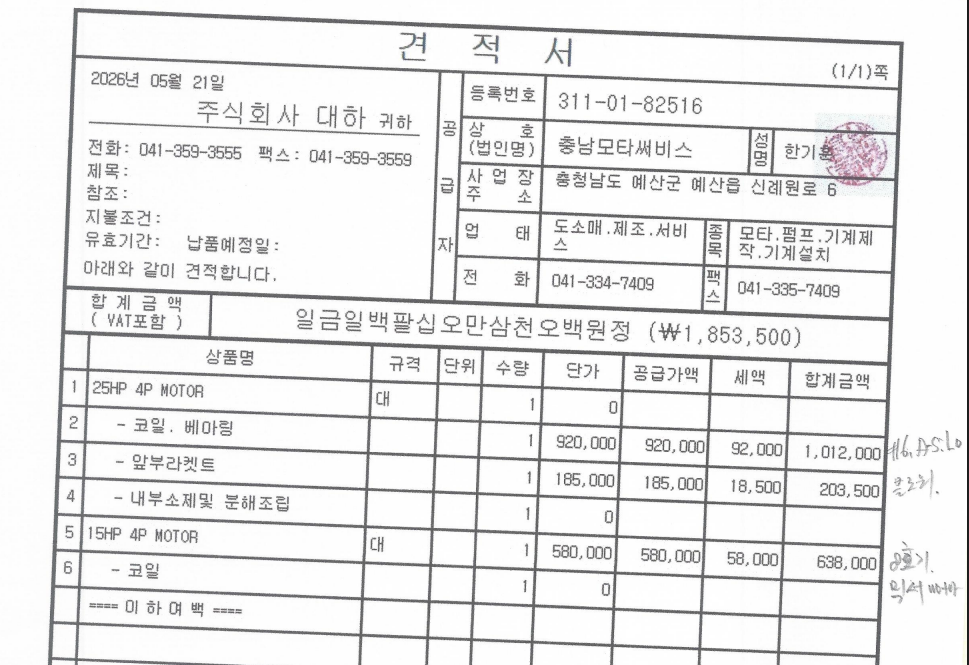 견 적 서
(1/1)쪽
2026년 05월 21일
주식회사 대하 귀하
전화: 041-359-3555 팩스: 041-359-3559
제목:
참조:
지불조건:
유효기간: 납품예정일:
아래와 같이 견적합니다.
공급자
등록번호 311-01-82516
상 호 (법인명) 충남모타써비스 성명 한기훈
사업장 주소 충청남도 예산군 예산읍 신례원로 6
업 태 도소매.제조.서비스 종목 모타.펌프.기계제작.기계설치
전 화 041-334-7409 팩스 041-335-7409
합 계 금 액 ( VAT포함 ) 일금일백팔십오만삼천오백원정 (₩1,853,500)
상품명 규격 단위 수량 단가 공급가액 세액 합계금액
1 25HP 4P MOTOR 대 1 0
2 - 코일. 베아링 1 920,000 920,000 92,000 1,012,000
3 - 앞부라켓트 1 185,000 185,000 18,500 203,500
4 - 내부소제및 분해조립 1 0
5 15HP 4P MOTOR 대 1 580,000 580,000 58,000 638,000
6 - 코일 1 0
==== 이 하 여 백 ====